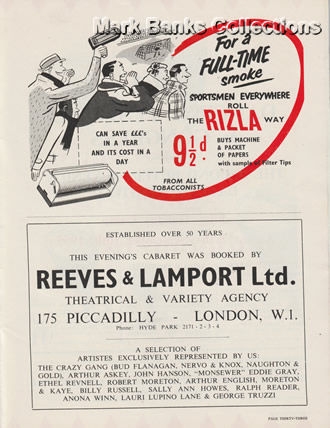 Mark Banks Collections
For a
FULL-TIME
smoke
SPORTSMEN EVERYWHERE
ROLL
THE RIZLA WAY
CAN SAVE £££'s
IN A YEAR
AND ITS COST IN A
DAY
9½d.
BUYS MACHINE
& PACKET
OF PAPERS
with sample of Filter Tips
FROM ALL
TOBACCONISTS
ESTABLISHED OVER 50 YEARS
THIS EVENING'S CABARET WAS BOOKED BY
REEVES & LAMPORT Ltd.
THEATRICAL & VARIETY AGENCY
175 PICCADILLY - LONDON, W.1.
Phone: HYDE PARK 2171 - 2 - 3 - 4
A SELECTION OF
ARTISTES EXCLUSIVELY REPRESENTED BY US:
THE CRAZY GANG (BUD FLANAGAN, NERVO & KNOX, NAUGHTON &
GOLD), ARTHUR ASKEY, JOHN HANSON, "MONSEWER" EDDIE GRAY,
ETHEL REVNELL, ROBERT MORETON, ARTHUR ENGLISH, MORETON
& KAYE, BILLY RUSSELL, SALLY ANN HOWES, RALPH READER,
ANONA WINN, LAURI LUPINO LANE & GEORGE TRUZZI
PAGE THIRTY-THREE